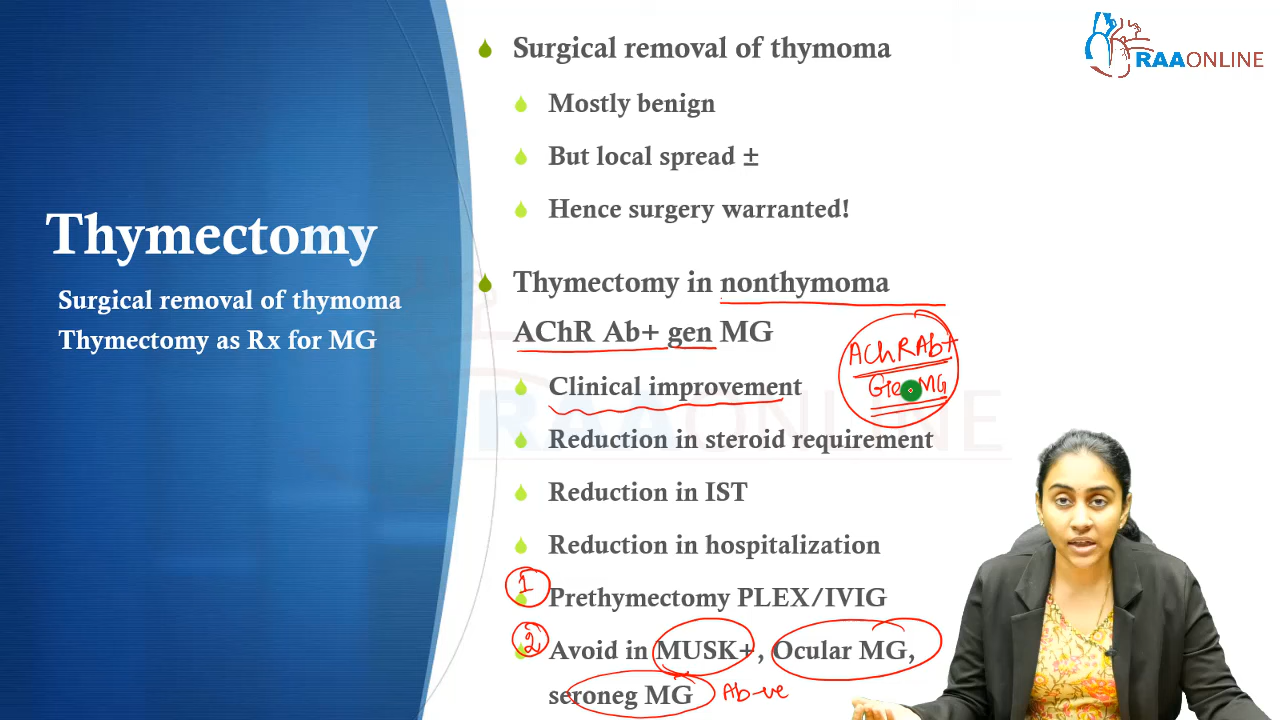 RAAONLINE
Surgical removal of thymoma
Mostly benign
But local spread ±
Hence surgery warranted!
Thymectomy
Surgical removal of thymoma
Thymectomy as Rx for MG
Thymectomy in nonthymoma
AChR Ab+ gen MG
AChRAb+
MG
Clinical improvement
Reduction in steroid requirement
Reduction in IST
Reduction in hospitalization
1 Prethymectomy PLEX/IVIG
2 Avoid in MUSK+, Ocular MG,
seroneg MG Ab-ve
RAAONLINE